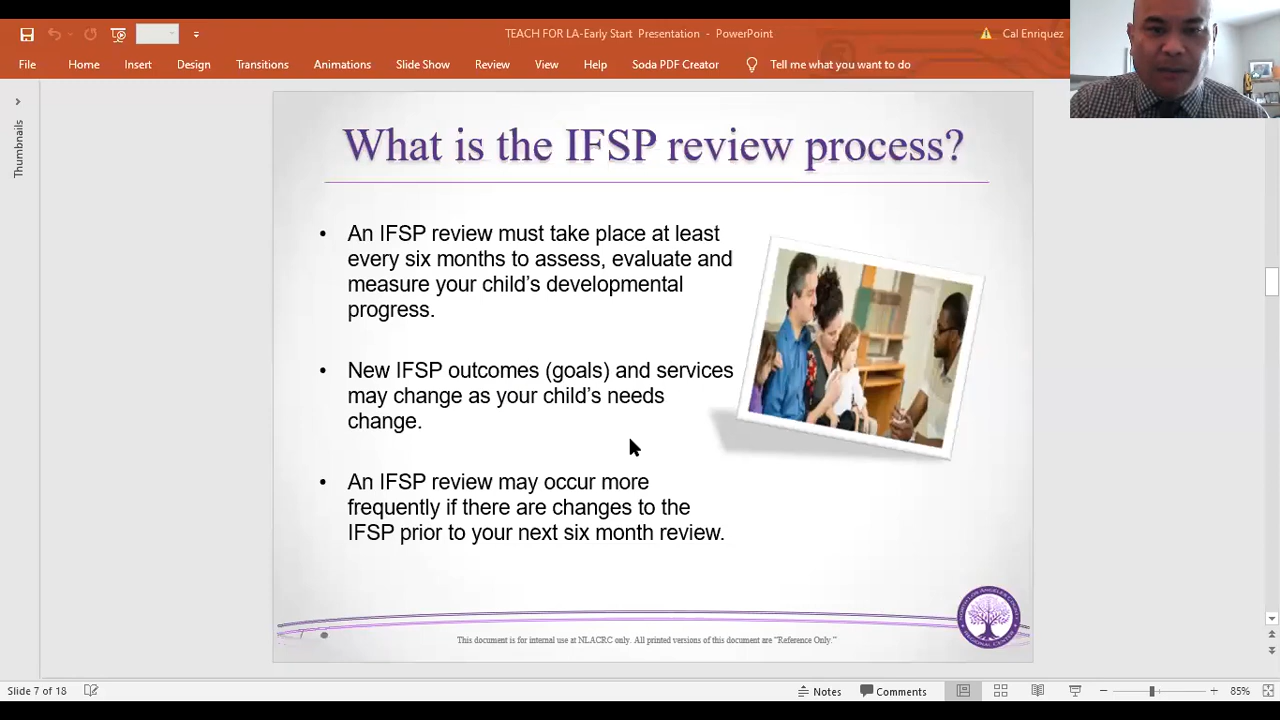 TEACH FOR LA-Early Start Presentation - PowerPoint
Cal Enriquez
File Home Insert Design Transitions Animations Slide Show Review View Help Soda PDF Creator Tell me what you want to do
Thumbnails
What is the IFSP review process?
• An IFSP review must take place at least
every six months to assess, evaluate and
measure your child’s developmental
progress.
• New IFSP outcomes (goals) and services
may change as your child’s needs
change.
• An IFSP review may occur more
frequently if there are changes to the
IFSP prior to your next six month review.
This document is for internal use at NLACRC only. All printed versions of this document are “Reference Only.”
Slide 7 of 18
Notes Comments 85%